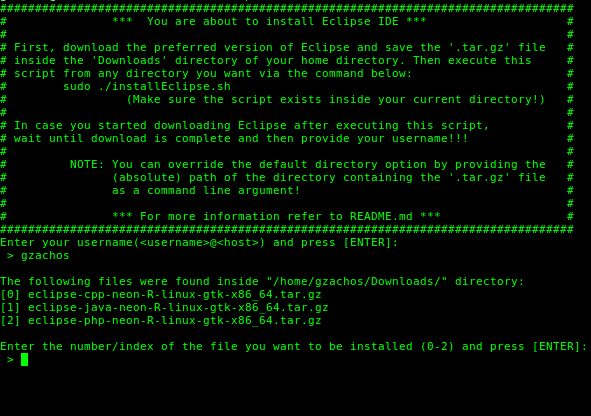 ##################################################################################
#               ***  You are about to install Eclipse IDE ***                    #
#                                                                                #
# First, download the preferred version of Eclipse and save the '.tar.gz' file   #
# inside the 'Downloads' directory of your home directory. Then execute this     #
# script from any directory you want via the command below:                      #
#        sudo ./installEclipse.sh                                                #
#                 (Make sure the script exists inside your current directory!)   #
#                                                                                #
# In case you started downloading Eclipse after executing this script,           #
# wait until download is complete and then provide your username!!!              #
#                                                                                #
#         NOTE: You can override the default directory option by providing the   #
#               (absolute) path of the directory containing the '.tar.gz' file   #
#               as a command line argument!                                      #
#                                                                                #
#               *** For more information refer to README.md ***                  #
##################################################################################
Enter your username(<username>@<host>) and press [ENTER]:
 > gzachos

The following files were found inside "/home/gzachos/Downloads/" directory:
[0] eclipse-cpp-neon-R-linux-gtk-x86_64.tar.gz
[1] eclipse-java-neon-R-linux-gtk-x86_64.tar.gz
[2] eclipse-php-neon-R-linux-gtk-x86_64.tar.gz

Enter the number/index of the file you want to be installed (0-2) and press [ENTER]:
 >